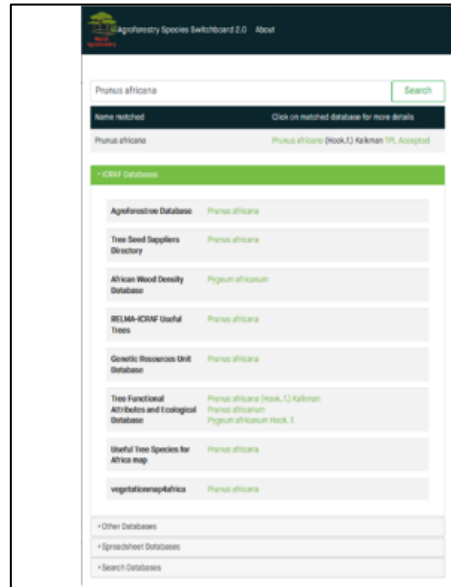 World
Agroforestry
Agroforestry Species Switchboard 2.0 About
Prunus africana Search
Name matched Click on matched database for more details
Prunus africana Prunus africana (Hook.f.) Kalkman TPL Accepted
ICRAF Databases
Agroforestree Database Prunus africana
Tree Seed Suppliers Prunus africana
Directory
African Wood Density Pygeum africanum
Database
RELMA-ICRAF Useful Prunus africana
Trees
Genetic Resources Unit Prunus africana
Database
Tree Functional Prunus africana (Hook. f.) Kalkman
Attributes and Ecological Prunus africanum
Database Pygeum africanum Hook. f.
Useful Tree Species for Prunus africana
Africa map
vegetationmap4africa Prunus africana
Other Databases
Spreadsheet Databases
Search Databases